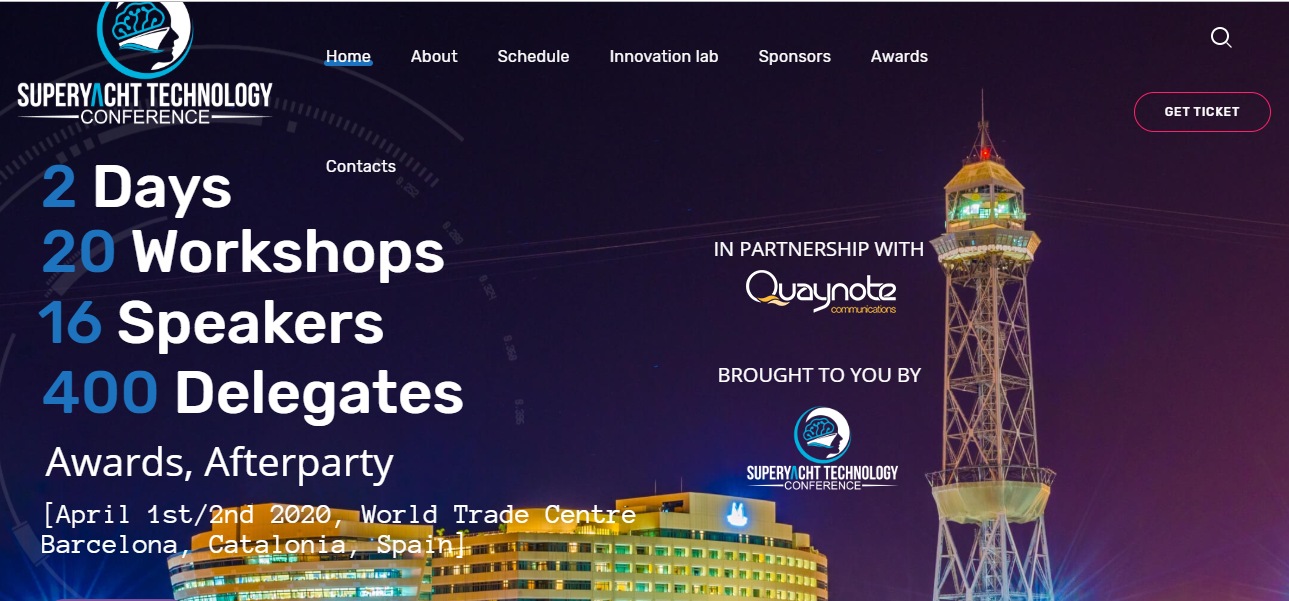 SUPERYACHT TECHNOLOGY
CONFERENCE
Home About Schedule Innovation lab Sponsors Awards
Contacts
GET TICKET
2 Days
20 Workshops
16 Speakers
400 Delegates
Awards, Afterparty
[April 1st/2nd 2020, World Trade Centre
Barcelona, Catalonia, Spain]
IN PARTNERSHIP WITH
Quaynote
communications
BROUGHT TO YOU BY
SUPERYACHT TECHNOLOGY
CONFERENCE